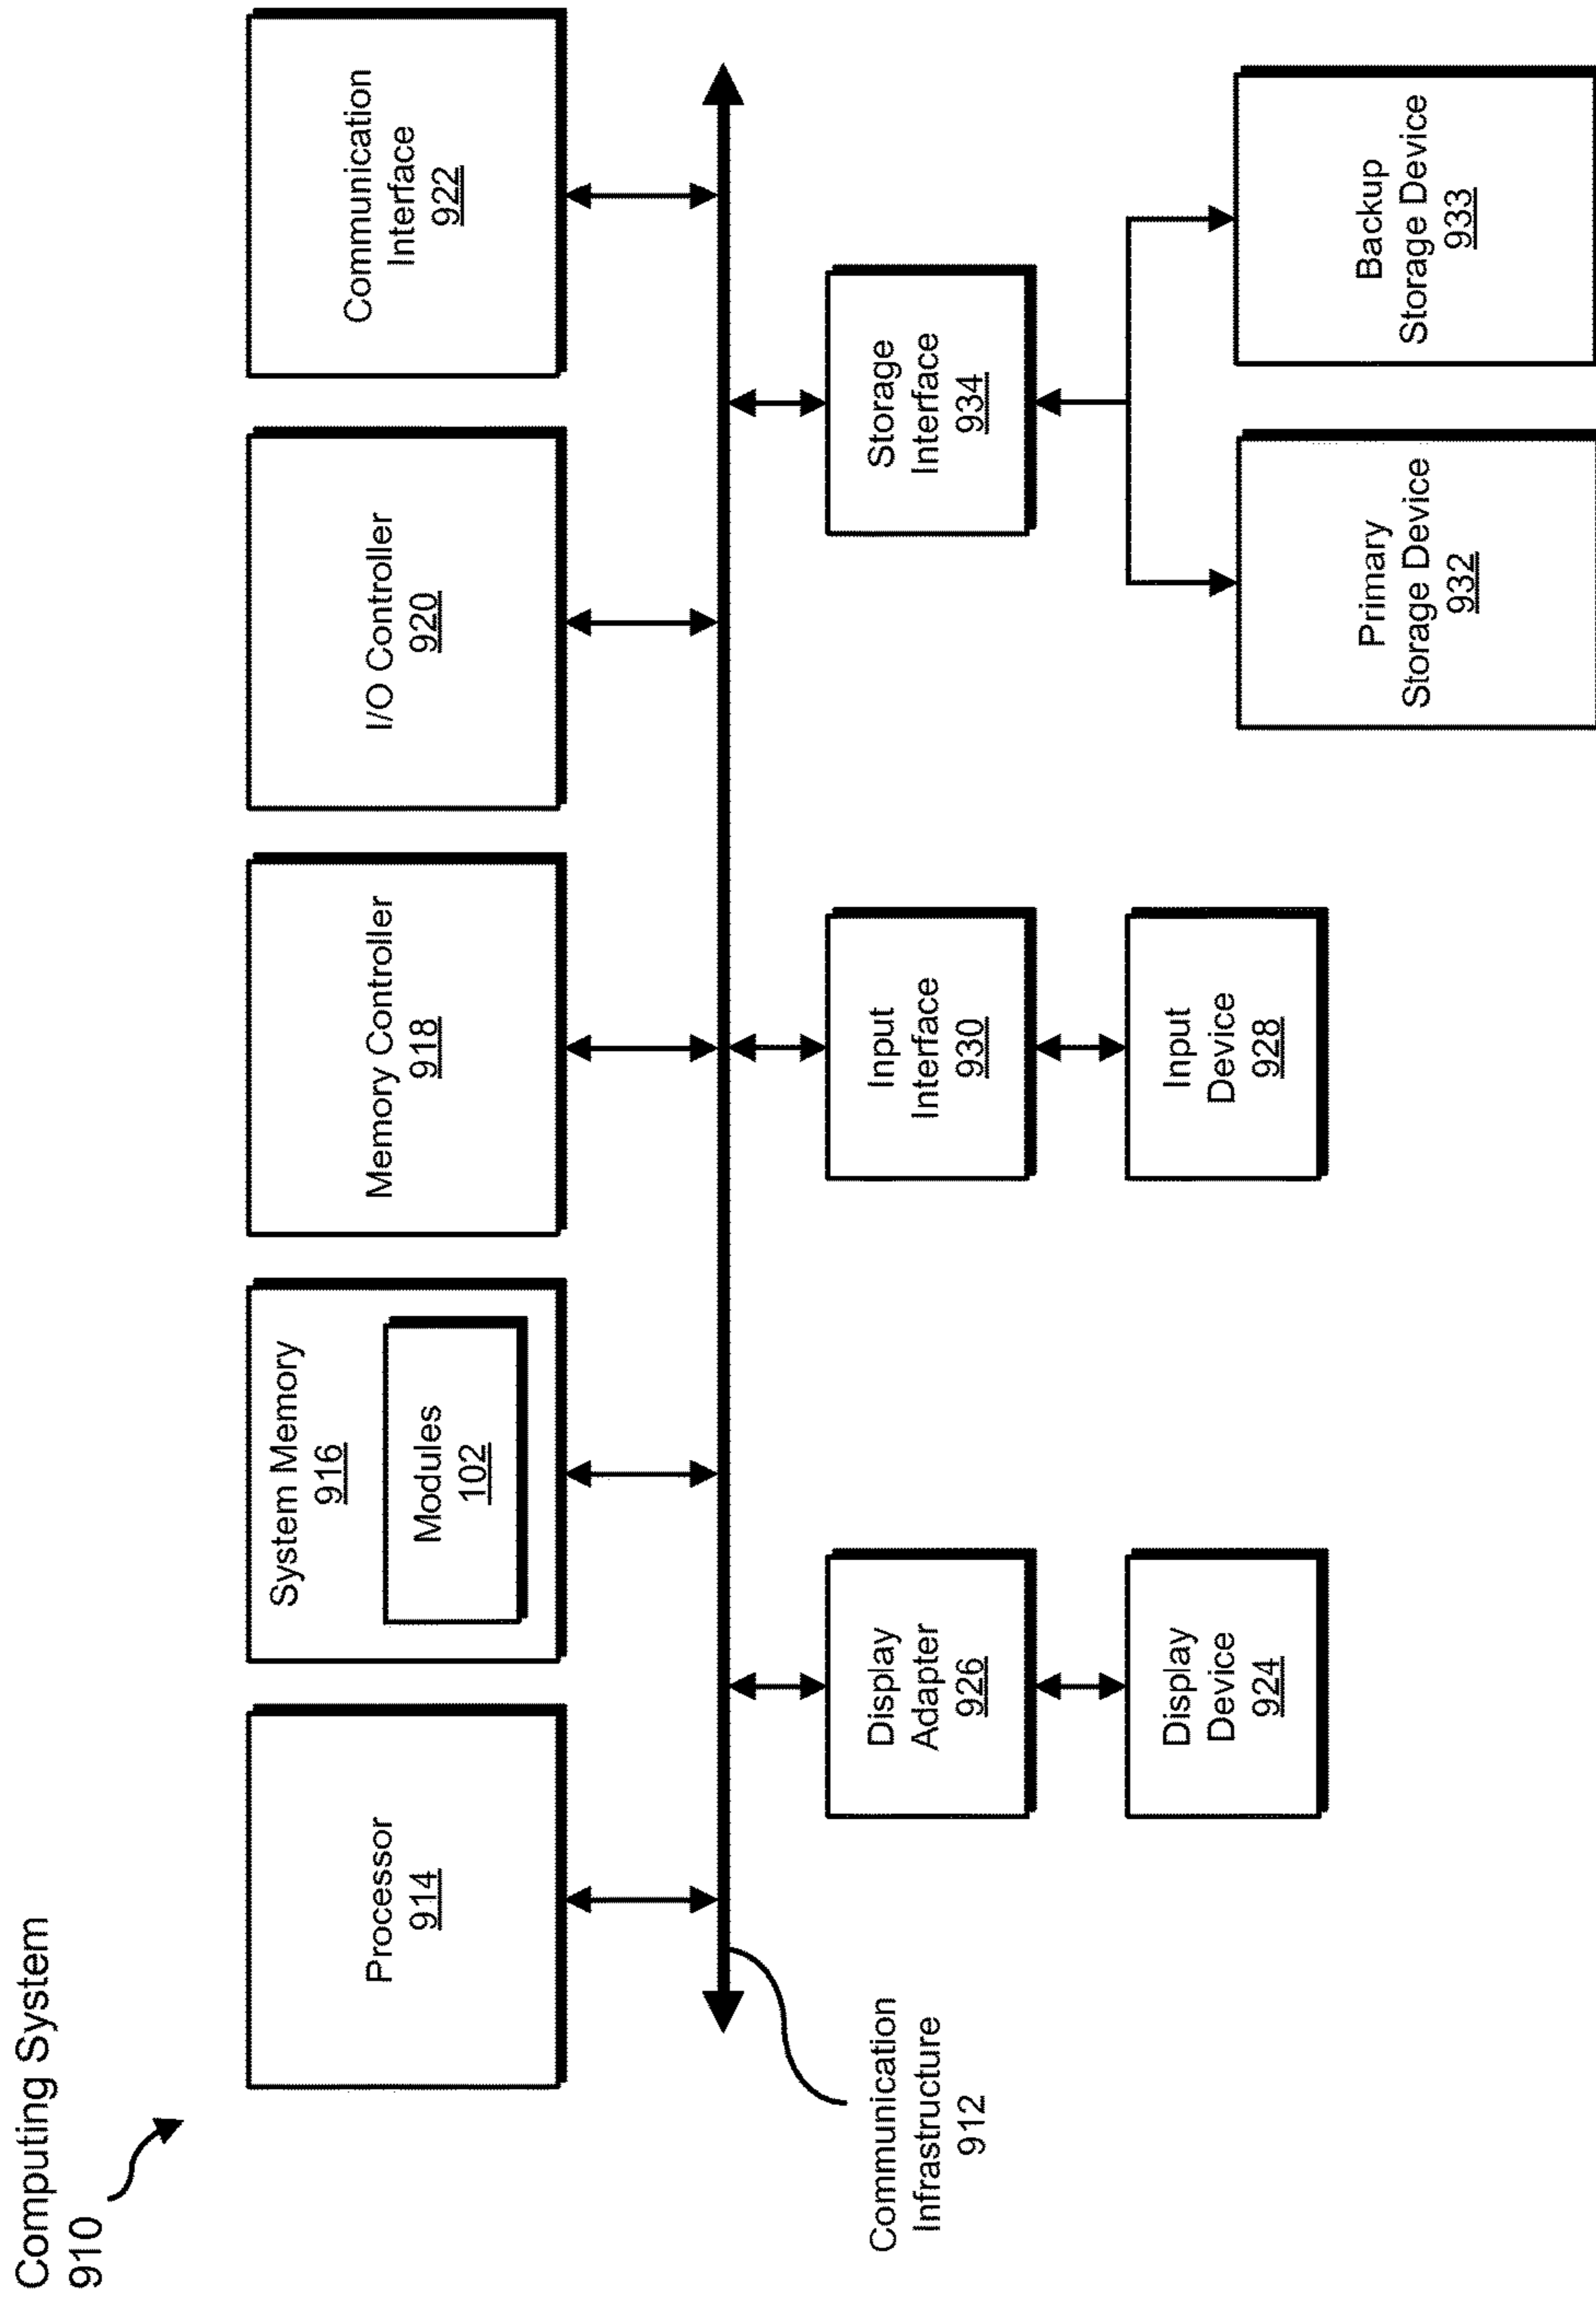 Computing System
910
Processor
914
System Memory
916
Modules
102
Memory Controller
918
I/O Controller
920
Communication
Interface
922
Communication
Infrastructure
912
Display
Adapter
926
Input
Interface
930
Storage
Interface
934
Display
Device
924
Input
Device
928
Primary
Storage Device
932
Backup
Storage Device
933